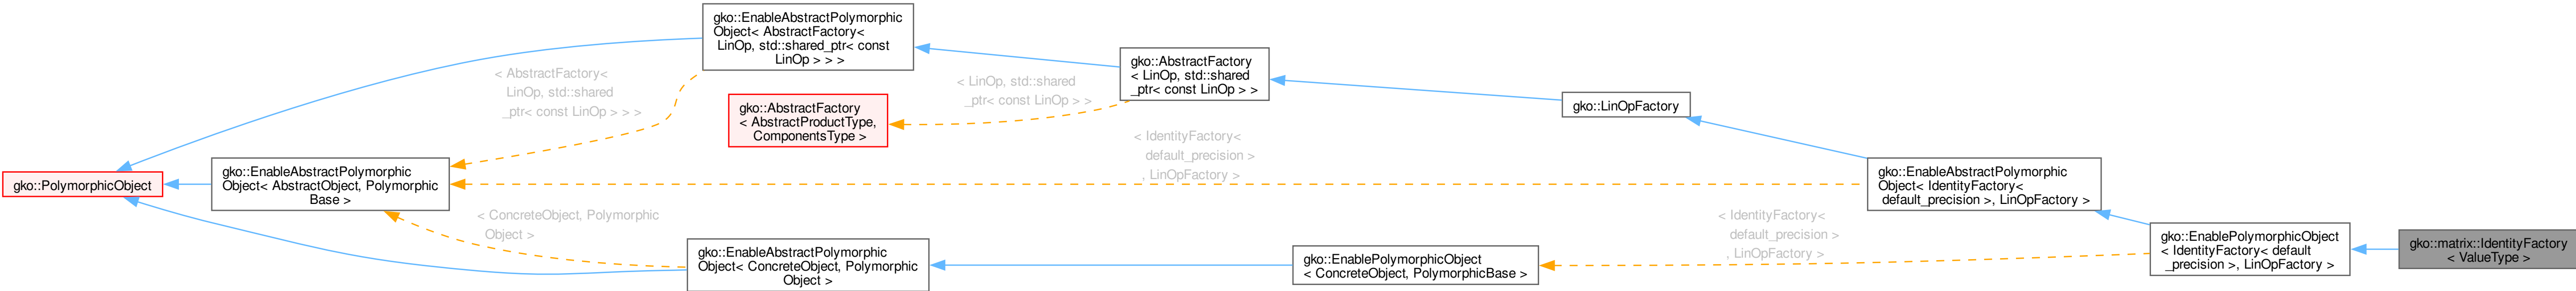 gko::EnableAbstractPolymorphic
Object< AbstractFactory<
LinOp, std::shared_ptr< const
LinOp > > >
< AbstractFactory<
LinOp, std::shared
_ptr< const LinOp > > >
gko::AbstractFactory
< AbstractProductType,
ComponentsType >
< LinOp, std::shared
_ptr< const LinOp > >
gko::AbstractFactory
< LinOp, std::shared
_ptr< const LinOp > >
gko::LinOpFactory
< IdentityFactory<
default_precision >
, LinOpFactory >
gko::PolymorphicObject
gko::EnableAbstractPolymorphic
Object< AbstractObject, Polymorphic
Base >
gko::EnableAbstractPolymorphic
Object< IdentityFactory<
default_precision >, LinOpFactory >
< ConcreteObject, Polymorphic
Object >
gko::EnableAbstractPolymorphic
Object< ConcreteObject, Polymorphic
Object >
gko::EnablePolymorphicObject
< ConcreteObject, PolymorphicBase >
< IdentityFactory<
default_precision >
, LinOpFactory >
gko::EnablePolymorphicObject
< IdentityFactory< default
_precision >, LinOpFactory >
gko::matrix::IdentityFactory
< ValueType >